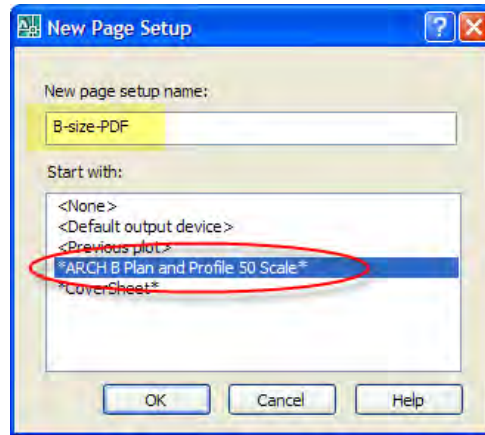 New Page Setup
New page setup name:
B-size-PDF
Start with:
<None>
<Default output device>
<Previous plot>
*ARCH B Plan and Profile 50 Scale*
*CoverSheet*
OK Cancel Help